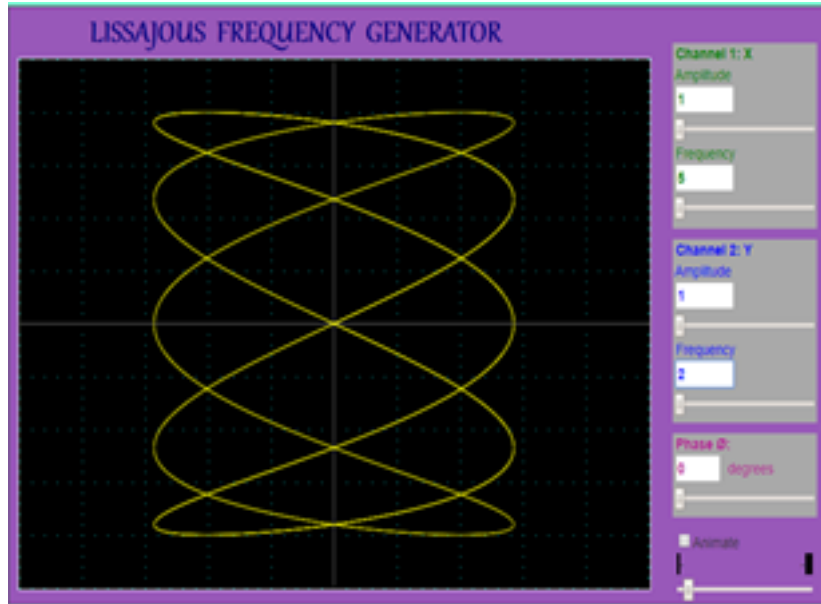 LISSAJOUS FREQUENCY GENERATOR
Channel 1: X
Amplitude
1
Frequency
5
Channel 2: Y
Amplitude
1
Frequency
2
Phase Ø:
0 degrees
Animate